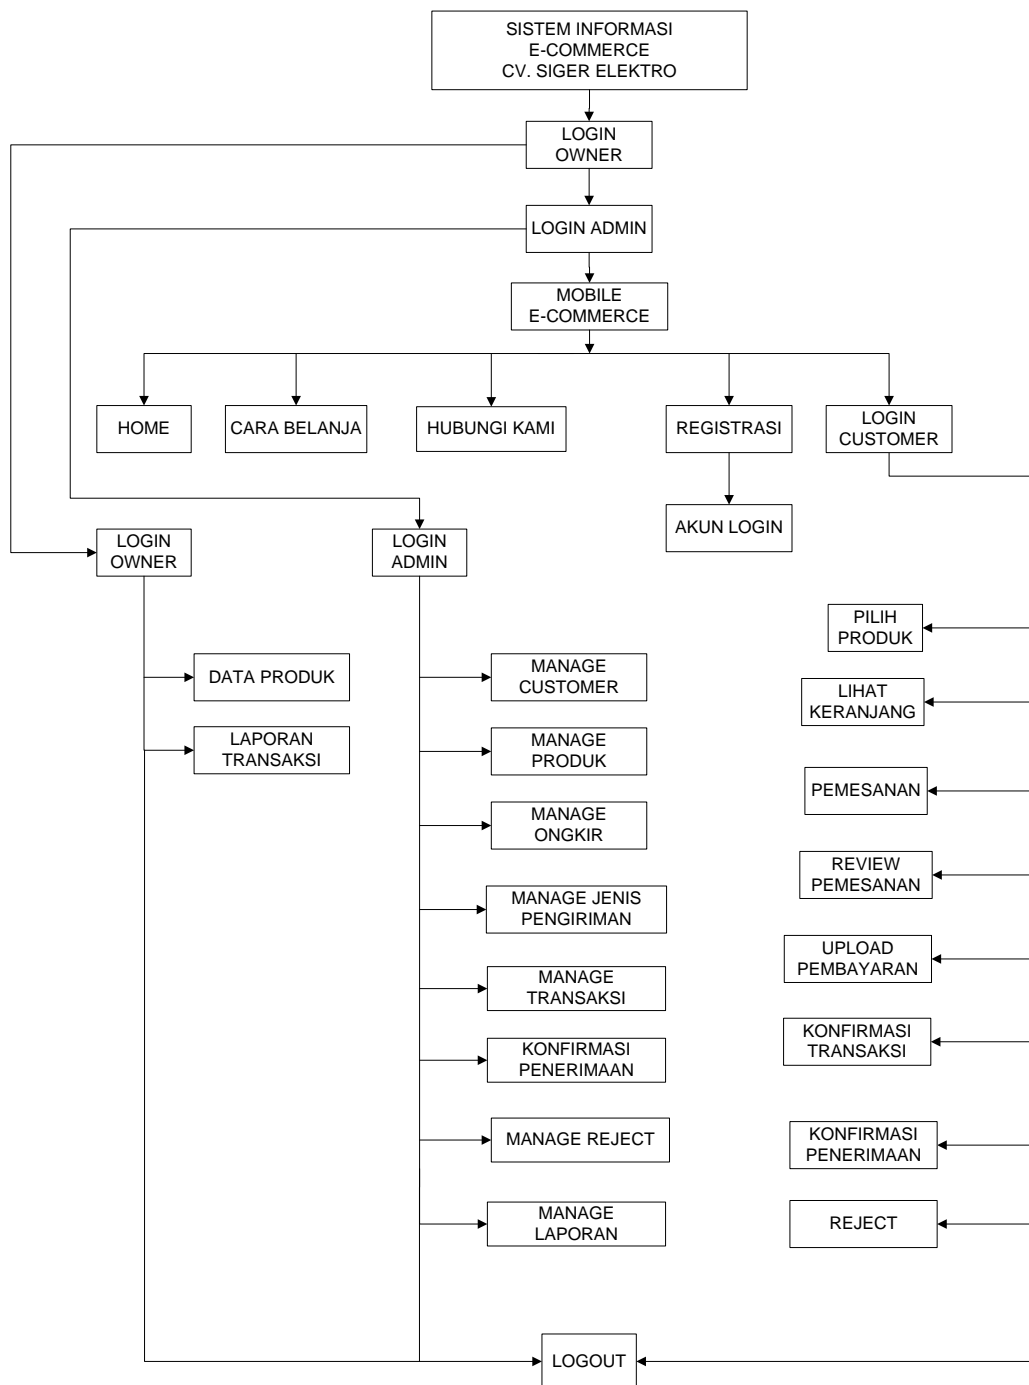 SISTEM INFORMASI
E-COMMERCE
CV. SIGER ELEKTRO
LOGIN
OWNER
LOGIN ADMIN
MOBILE
E-COMMERCE
HOME
CARA BELANJA
HUBUNGI KAMI
REGISTRASI
LOGIN
CUSTOMER
AKUN LOGIN
LOGIN
OWNER
LOGIN
ADMIN
DATA PRODUK
LAPORAN
TRANSAKSI
MANAGE
CUSTOMER
MANAGE
PRODUK
MANAGE
ONGKIR
MANAGE JENIS
PENGIRIMAN
MANAGE
TRANSAKSI
KONFIRMASI
PENERIMAAN
MANAGE REJECT
MANAGE
LAPORAN
PILIH
PRODUK
LIHAT
KERANJANG
PEMESANAN
REVIEW
PEMESANAN
UPLOAD
PEMBAYARAN
KONFIRMASI
TRANSAKSI
KONFIRMASI
PENERIMAAN
REJECT
LOGOUT